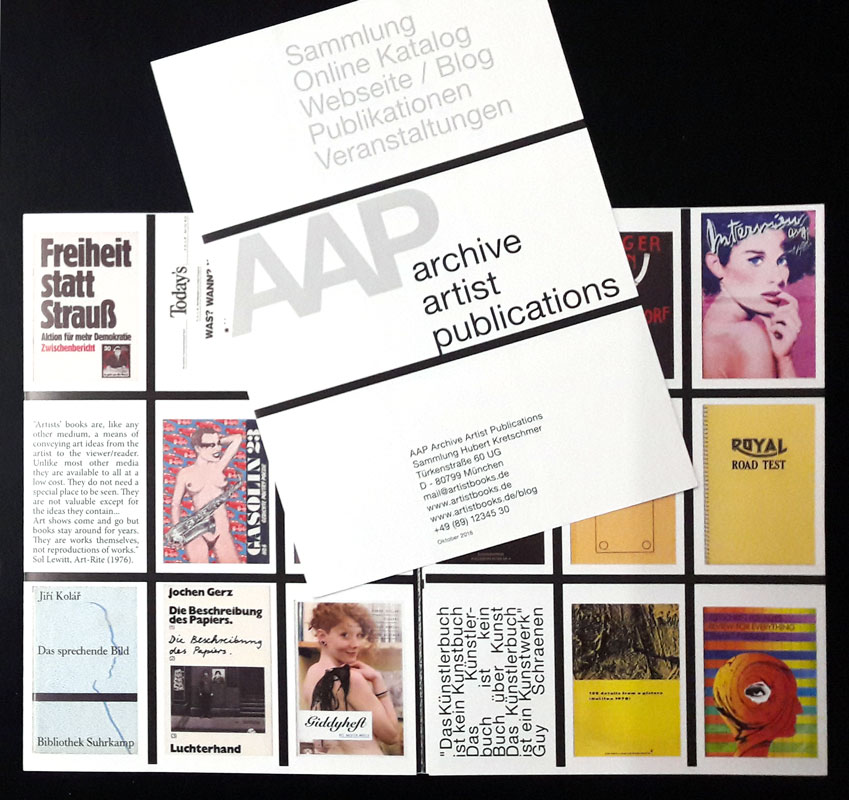 Sammlung
Online Katalog
Webseite / Blog
Publikationen
Veranstaltungen
AAP
archive
artist
publications
AAP Archive Artist Publications
Sammlung Hubert Kretschmer
Türkenstraße 60 UG
D - 80799 München
mail@artistbooks.de
www.artistbooks.de
www.artistbooks.de/blog
+49 (89) 12345 30
Oktober 2016
Freiheit
statt
Strauß
Aktion für mehr Demokratie
Zwischenbericht
Today's
WAS? WANN?
Interview
"Artists' books are, like any
other medium, a means of
conveying art ideas from the
artist to the viewer/reader.
Unlike most other media
they are available to all at a
low cost. They do not need a
special place to be seen. They
are not valuable except for
the ideas they contain...
Art shows come and go but
books stay around for years.
They are works themselves,
not reproductions of works."
Sol Lewitt, Art-Rite (1976).
GASOLIN 23
ROYAL
ROAD TEST
Jiří Kolář
Das sprechende Bild
Bibliothek Suhrkamp
Jochen Gerz
Die Beschreibung
des Papiers.
Die Beschreibung
des Papiers.
Luchterhand
Giddyheft
"Das Künstlerbuch
ist kein Kunstbuch
Das Künstler-
buch ist kein
Buch über Kunst
Das Künstlerbuch
ist ein Kunstwerk"
Guy Schraenen